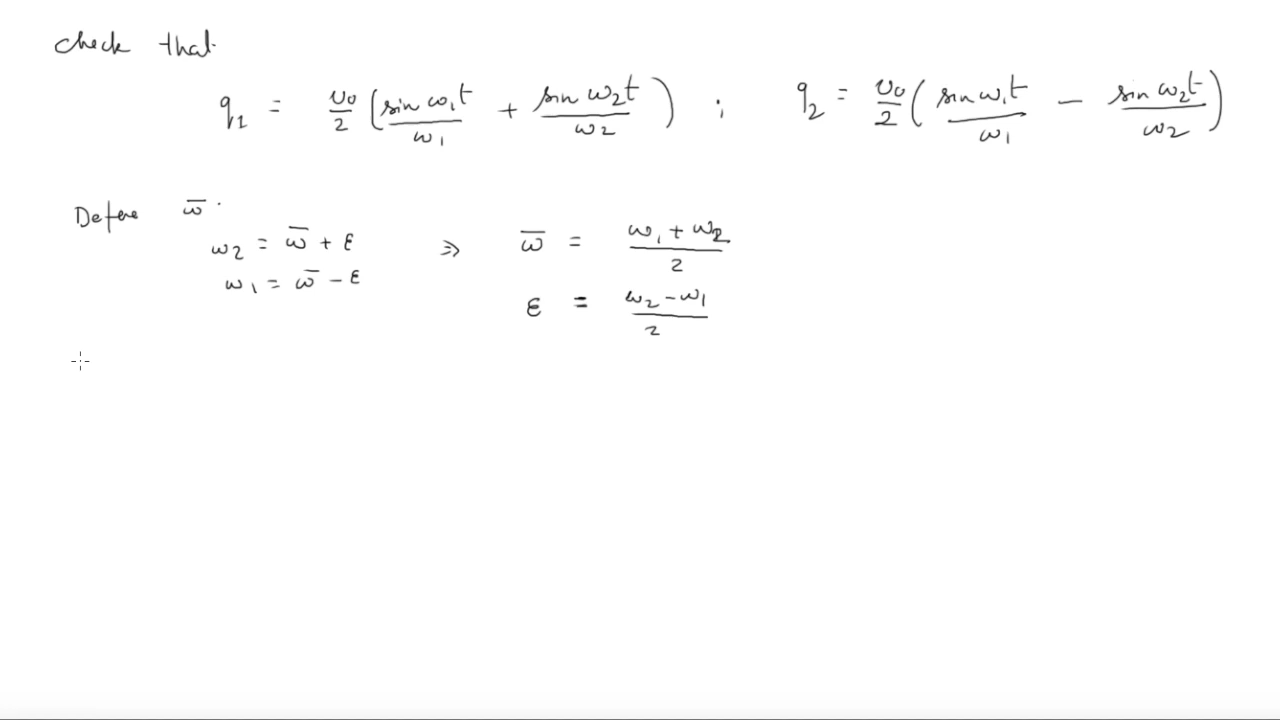 check that
q₁ = v₀/2 (sin ω₁t/ω₁ + sin ω₂t/ω₂) ; q₂ = v₀/2 (sin ω₁t/ω₁ − sin ω₂t/ω₂)
Define ω̅ .
ω₂ = ω̅ + ε ⇒ ω̅ = (ω₁ + ω₂)/2
ω₁ = ω̅ − ε
ε = (ω₂ − ω₁)/2